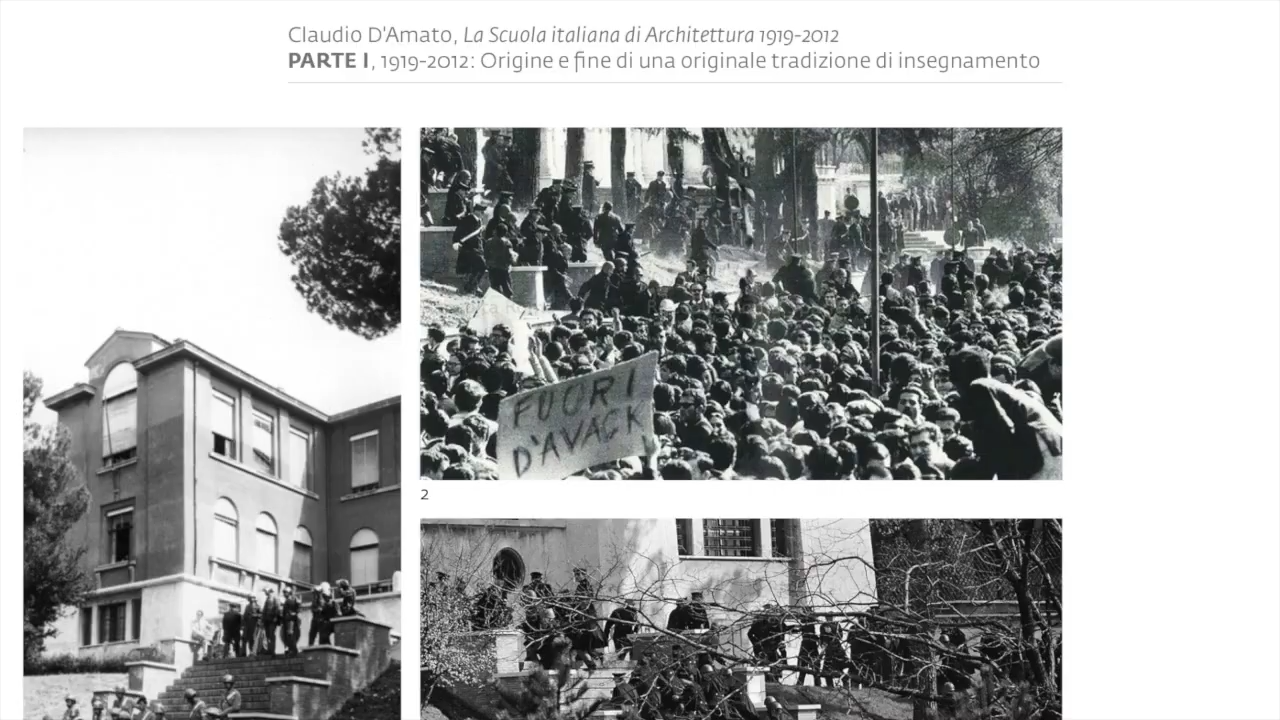 Claudio D'Amato, La Scuola italiana di Architettura 1919-2012
PARTE I, 1919-2012: Origine e fine di una originale tradizione di insegnamento
FUORI
D'AVACK
2